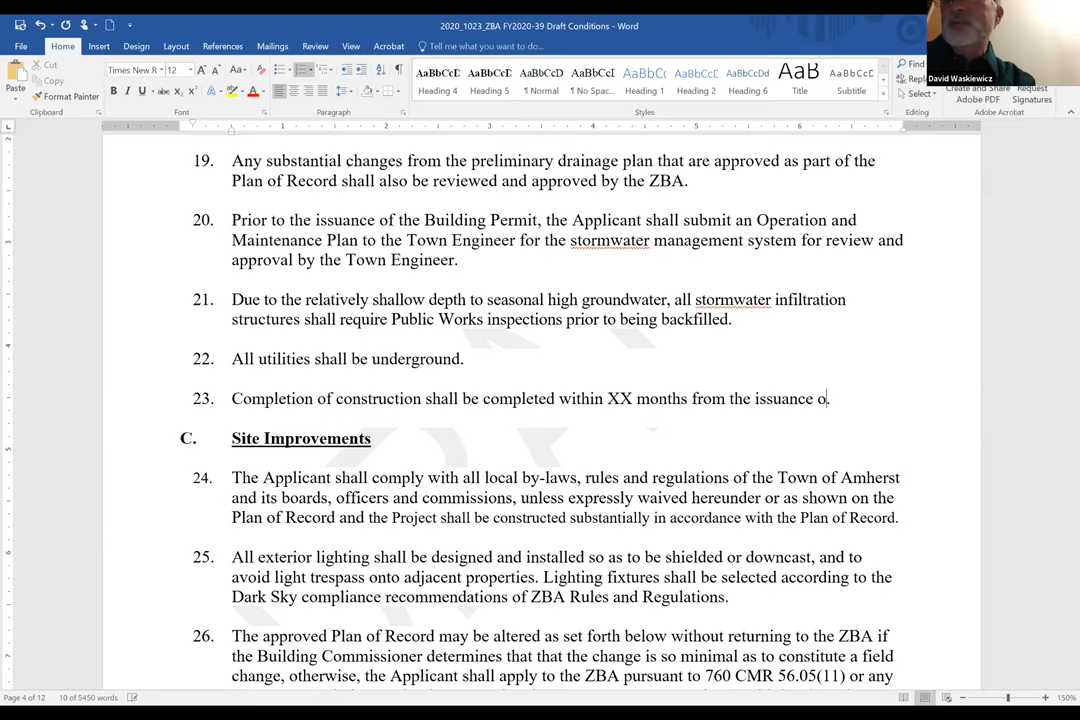 2020_1023_ZBA FY2020-39 Draft Conditions - Word
File Home Insert Design Layout References Mailings Review View Acrobat Tell me what you want to do...
David Waskiewicz
Paste
Cut
Copy
Format Painter
Times New R 12
AaBbCcD AaBbCcD AaBbCcD AaBbCcI AaBbCc AaBbCc AaBbCcDd AaB AaBbCcD
Heading 4 Heading 5 ¶ Normal ¶ No Spac... Heading 1 Heading 2 Heading 6 Title Subtitle
Find
Select
Create and Share Adobe PDF
Request Signatures
Clipboard Font Paragraph Styles Editing Adobe Acrobat
19. Any substantial changes from the preliminary drainage plan that are approved as part of the
Plan of Record shall also be reviewed and approved by the ZBA.
20. Prior to the issuance of the Building Permit, the Applicant shall submit an Operation and
Maintenance Plan to the Town Engineer for the stormwater management system for review and
approval by the Town Engineer.
21. Due to the relatively shallow depth to seasonal high groundwater, all stormwater infiltration
structures shall require Public Works inspections prior to being backfilled.
22. All utilities shall be underground.
23. Completion of construction shall be completed within XX months from the issuance o.
C. Site Improvements
24. The Applicant shall comply with all local by-laws, rules and regulations of the Town of Amherst
and its boards, officers and commissions, unless expressly waived hereunder or as shown on the
Plan of Record and the Project shall be constructed substantially in accordance with the Plan of Record.
25. All exterior lighting shall be designed and installed so as to be shielded or downcast, and to
avoid light trespass onto adjacent properties. Lighting fixtures shall be selected according to the
Dark Sky compliance recommendations of ZBA Rules and Regulations.
26. The approved Plan of Record may be altered as set forth below without returning to the ZBA if
the Building Commissioner determines that that the change is so minimal as to constitute a field
change, otherwise, the Applicant shall apply to the ZBA pursuant to 760 CMR 56.05(11) or any
Page 4 of 12 10 of 5450 words
150%